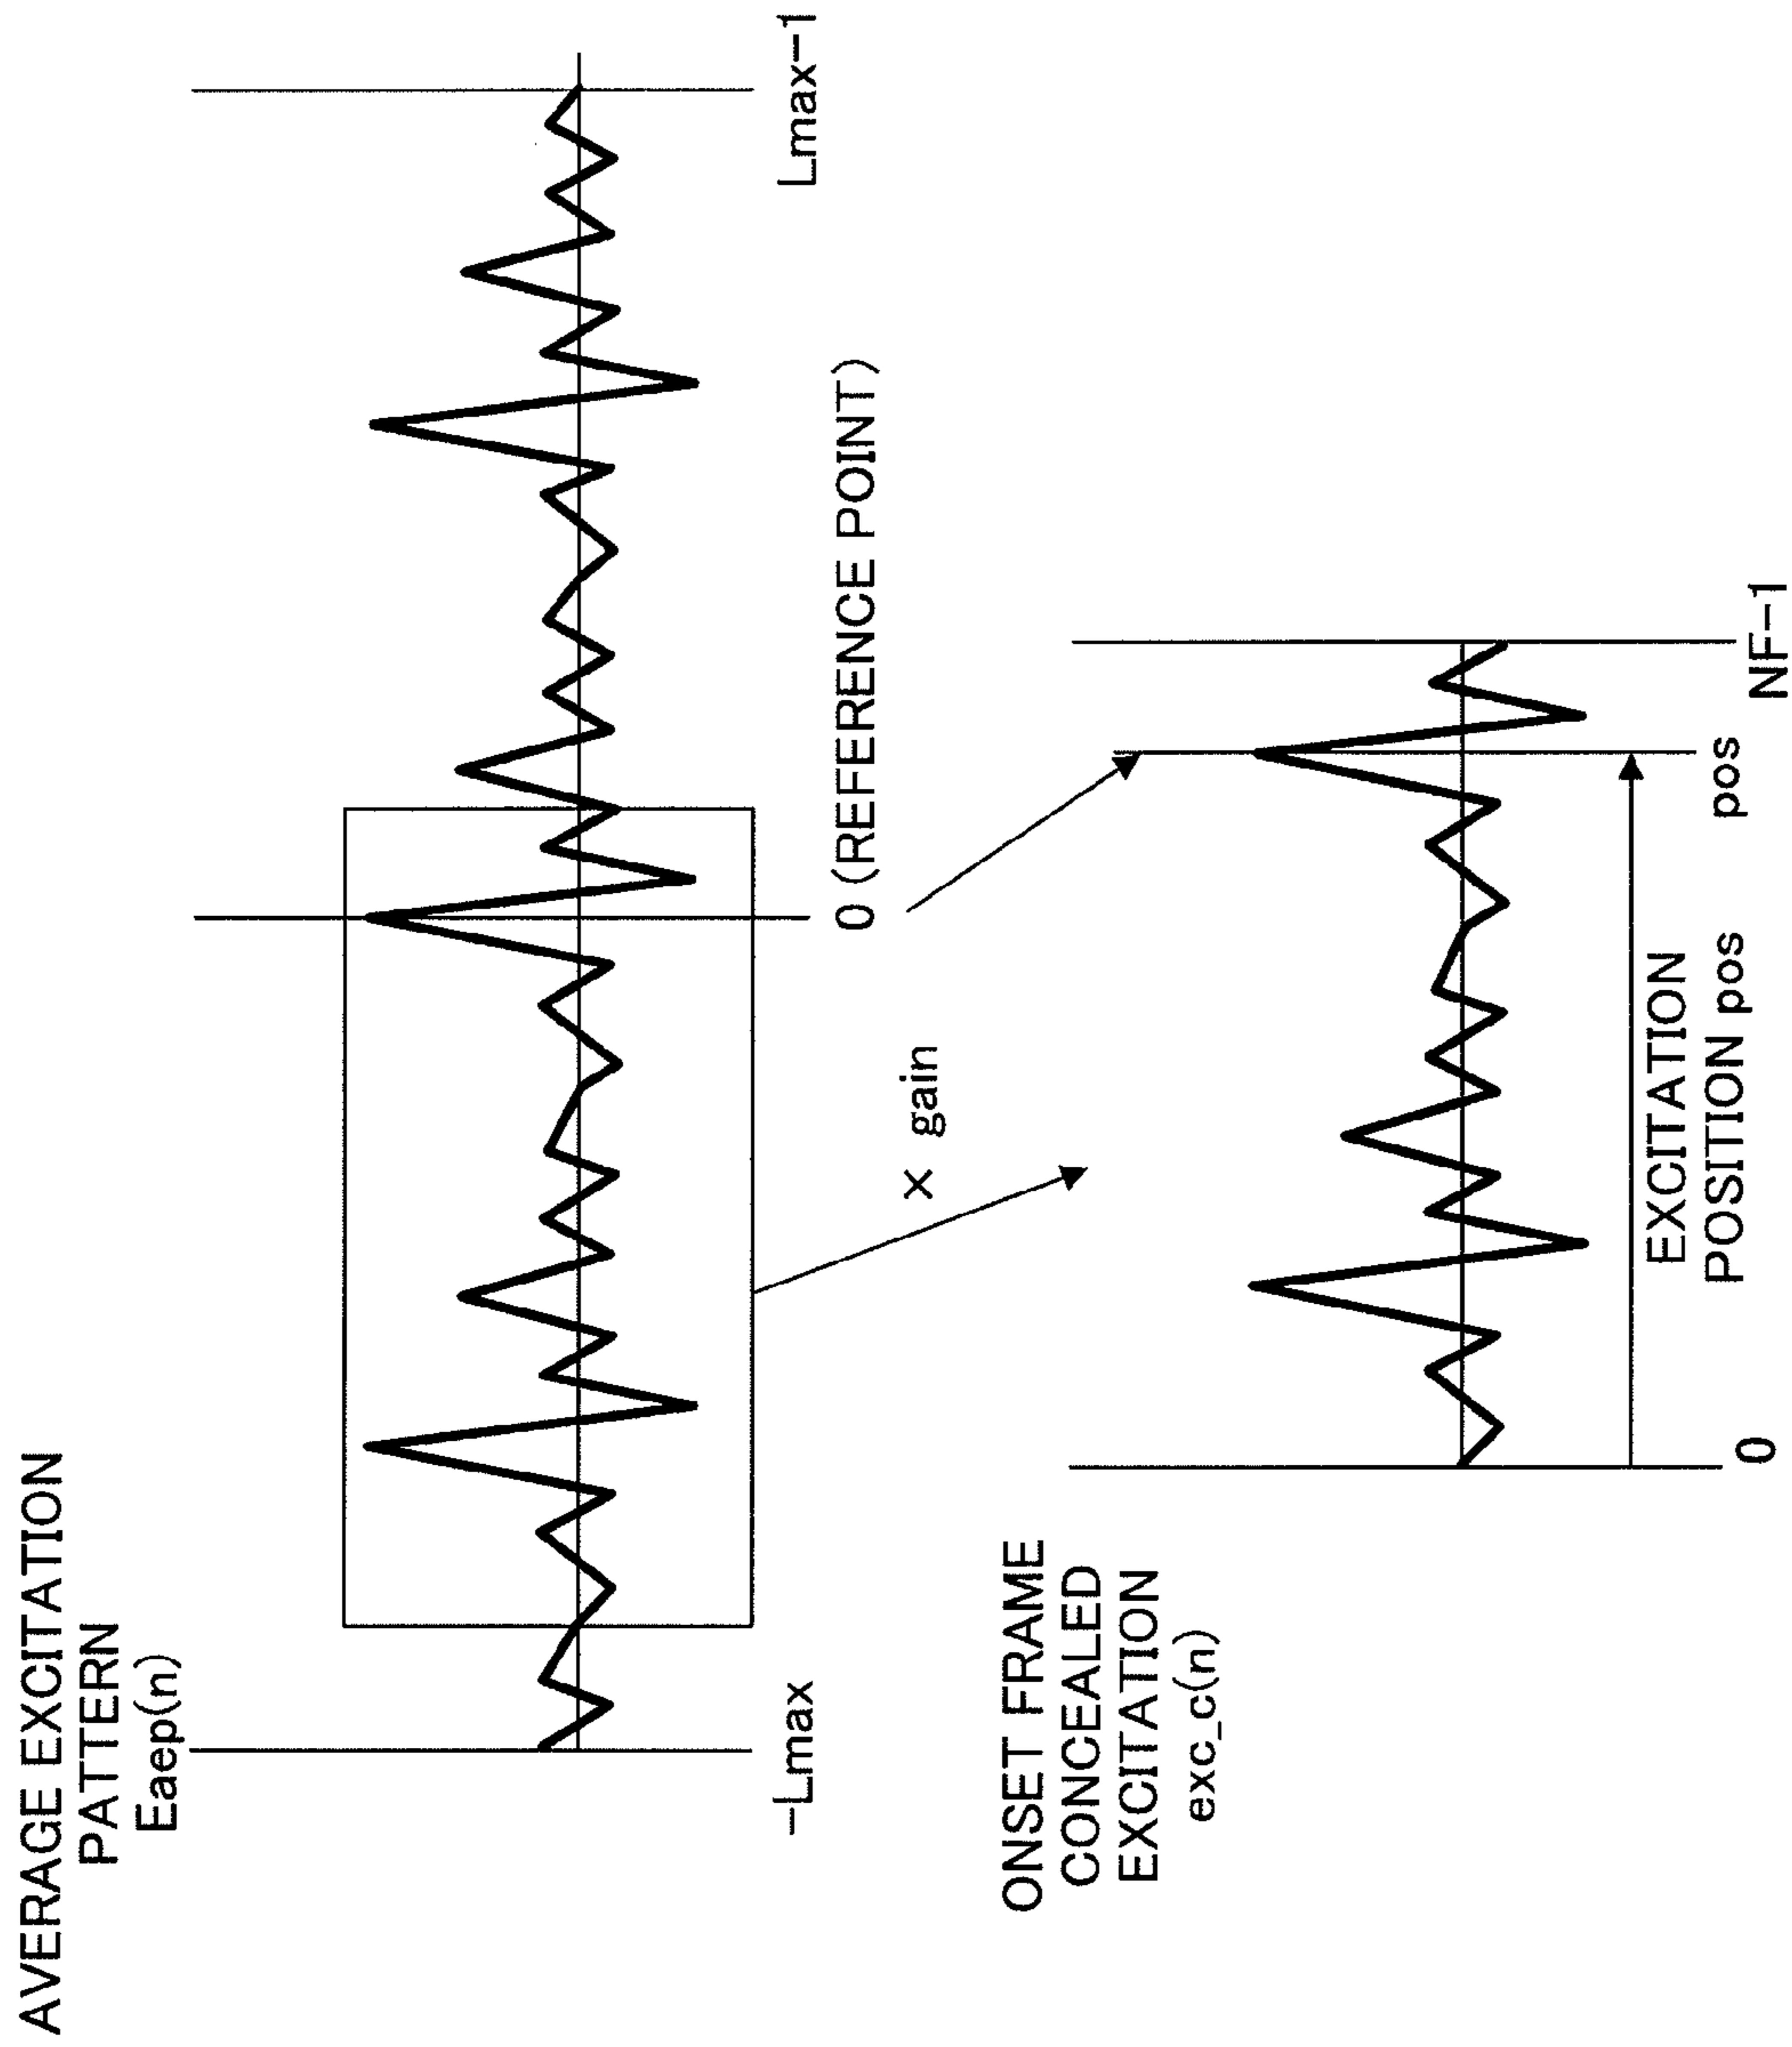 AVERAGE EXCITATION
PATTERN
Eaep(n)
-Lmax
0 (REFERENCE POINT)
Lmax-1
× gain
ONSET FRAME
CONCEALED
EXCITATION
exc_c(n)
EXCITATION
POSITION pos
0
pos
NF-1